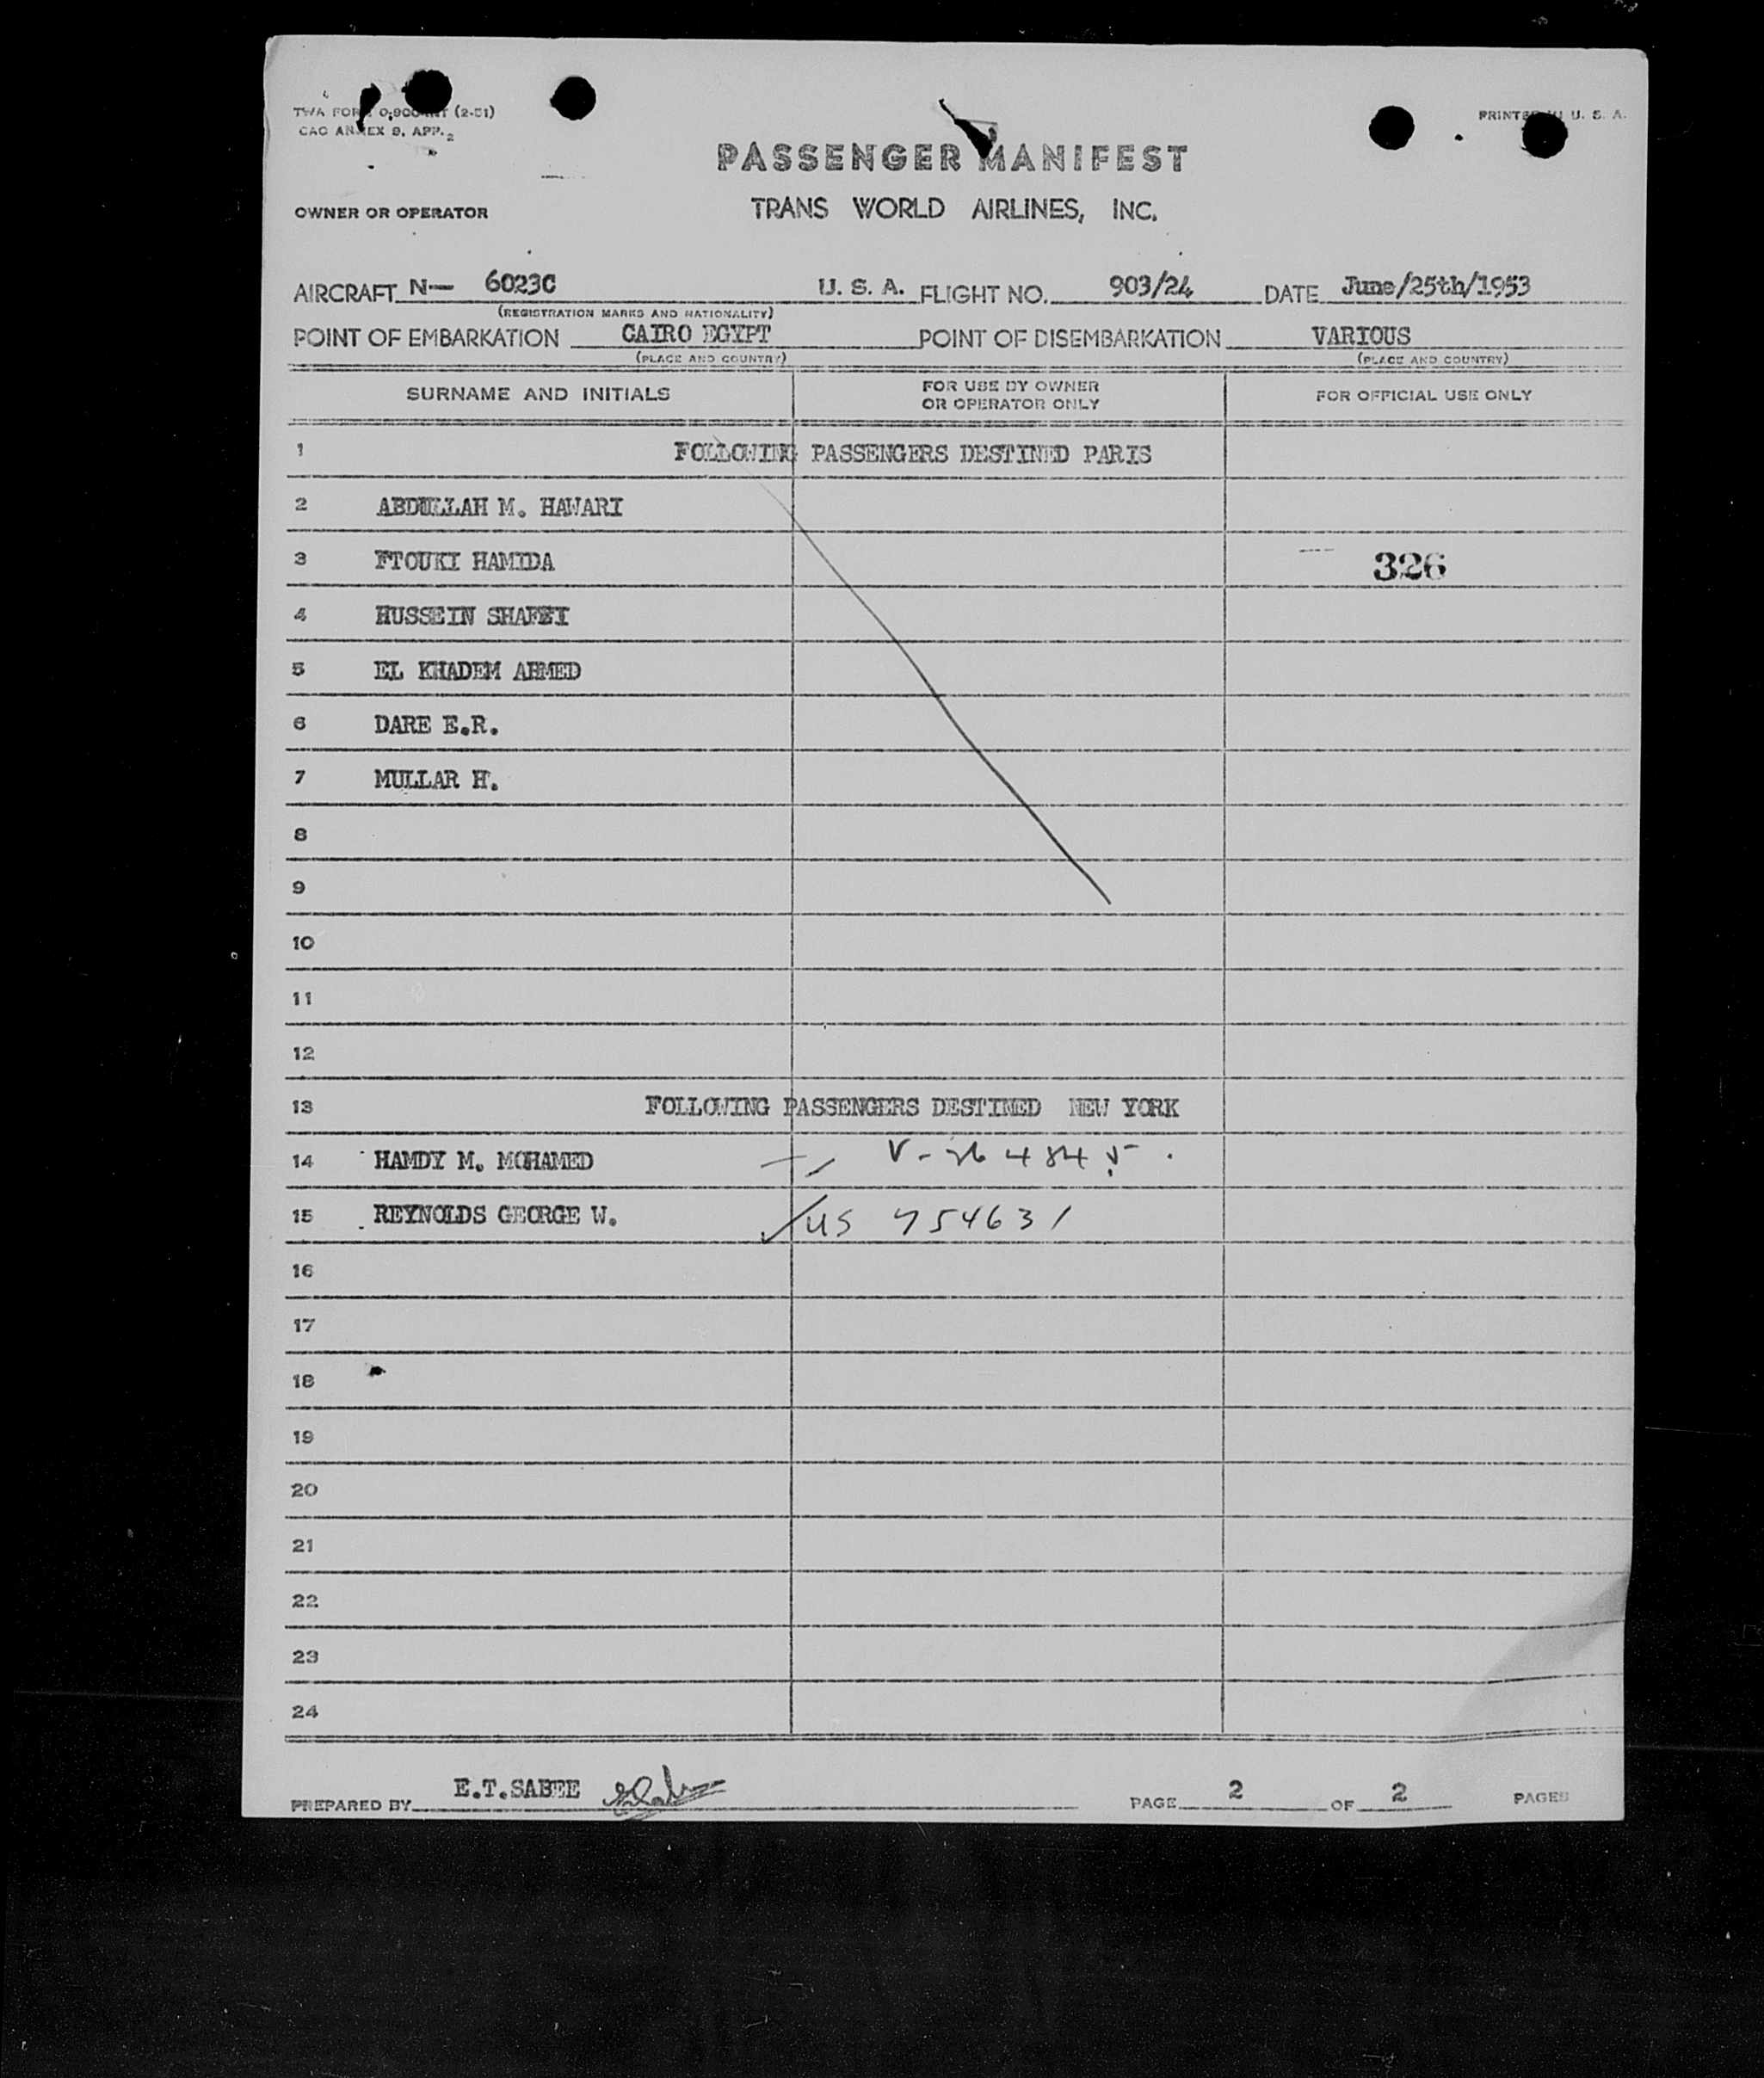 TWA FORM (2-51)
PRINTED IN U. S. A.
CAO ANNEX 9, APP. 2
PASSENGER MANIFEST
OWNER OR OPERATOR TRANS WORLD AIRLINES, INC.
AIRCRAFT N— 6023C U. S. A. FLIGHT NO. 903/24 DATE June/25th/1953
(REGISTRATION MARKS AND NATIONALITY)
POINT OF EMBARKATION CAIRO EGYPT POINT OF DISEMBARKATION VARIOUS
(PLACE AND COUNTRY) (PLACE AND COUNTRY)
SURNAME AND INITIALS FOR USE BY OWNER OR OPERATOR ONLY FOR OFFICIAL USE ONLY
1 FOLLOWING PASSENGERS DESTINED PARIS
2 ABDULLAH M. HAWARI
3 FTOUKI HAMIDA 326
4 HUSSEIN
5 EL KHADEM AHMED
6 DARE E.R.
7 MULLAR H.
8
9
10
11
12
13 FOLLOWING PASSENGERS DESTINED NEW YORK
14 HAMDY M. MOHAMED
15 REYNOLDS GEORGE W. US 754631
16
17
18
19
20
21
22
23
24
PREPARED BY E.T.SABEE PAGE 2 OF 2 PAGES